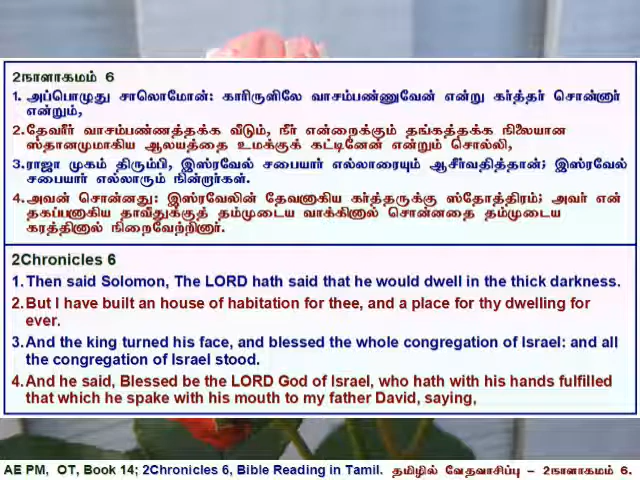 2நாளாகமம் 6
1. அப்பொழுது சாலொமோன்: காரிருளிலே வாசம்பண்ணுவேன் என்று கர்த்தர் சொன்னார்
என்றும்,
2.தேவரீர் வாசம்பண்ணத்தக்க வீடும், நீர் என்றைக்கும் தங்கத்தக்க நிலையான
ஸ்தானமுமாகிய ஆலயத்தை உமக்குக் கட்டினேன் என்றும் சொல்லி,
3.ராஜா முகம் திரும்பி, இஸ்ரவேல் சபையார் எல்லாரையும் ஆசீர்வதித்தான்; இஸ்ரவேல்
சபையார் எல்லாரும் நின்றார்கள்.
4.அவன் சொன்னது: இஸ்ரவேலின் தேவனாகிய கர்த்தருக்கு ஸ்தோத்திரம்; அவர் என்
தகப்பனாகிய தாவீதுக்குத் தம்முடைய வாக்கினால் சொன்னதை தம்முடைய
கரத்தினால் நிறைவேற்றினார்.
2Chronicles 6
1.Then said Solomon, The LORD hath said that he would dwell in the thick darkness.
2.But I have built an house of habitation for thee, and a place for thy dwelling for
ever.
3.And the king turned his face, and blessed the whole congregation of Israel: and all
the congregation of Israel stood.
4.And he said, Blessed be the LORD God of Israel, who hath with his hands fulfilled
that which he spake with his mouth to my father David, saying,
AE PM, OT, Book 14; 2Chronicles 6, Bible Reading in Tamil. தமிழில் வேதவாசிப்பு – 2நாளாகமம் 6.